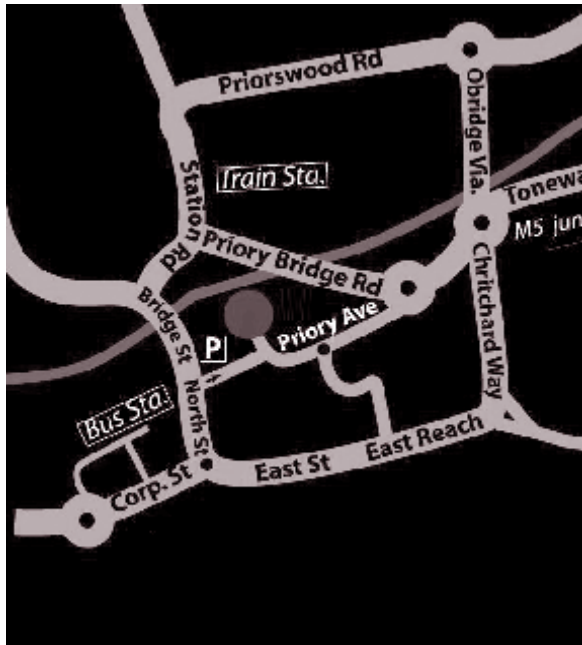 Priorswood Rd
Obridge Via.
Station Rd
Train Sta.
Tonewa
M5 jun
Priory Bridge Rd
Chritchard Way
Bridge St
Priory Ave
P
North St
Bus Sta.
East Reach
East St
Corp. St